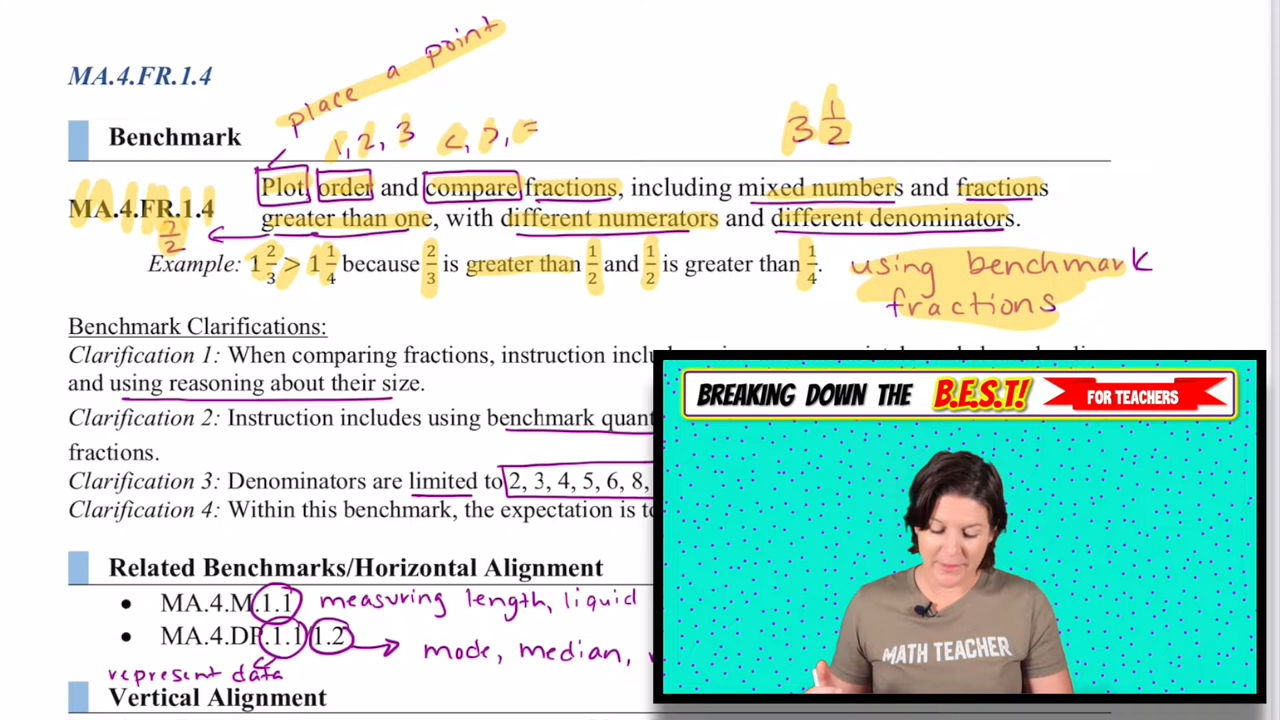 place a point
MA.4.FR.1.4
Benchmark
1, 2, 3
<, >, =
3 1/2
MA.4.FR.1.4
Plot, order and compare fractions, including mixed numbers and fractions
greater than one, with different numerators and different denominators.
2/2
Example: 1 2/3 > 1 1/4 because 2/3 is greater than 1/2 and 1/2 is greater than 1/4.
using benchmark
fractions
Benchmark Clarifications:
Clarification 1: When comparing fractions, instruction
and using reasoning about their size.
Clarification 2: Instruction includes using benchmark quant
fractions.
Clarification 3: Denominators are limited to 2, 3, 4, 5, 6, 8,
Clarification 4: Within this benchmark, the expectation is to
Related Benchmarks/Horizontal Alignment
• MA.4.M.1.1 measuring length, liquid
• MA.4.DP.1.1 1.2 mode, median,
represent data
Vertical Alignment
BREAKING DOWN THE B.E.S.T! FOR TEACHERS
MATH TEACHER